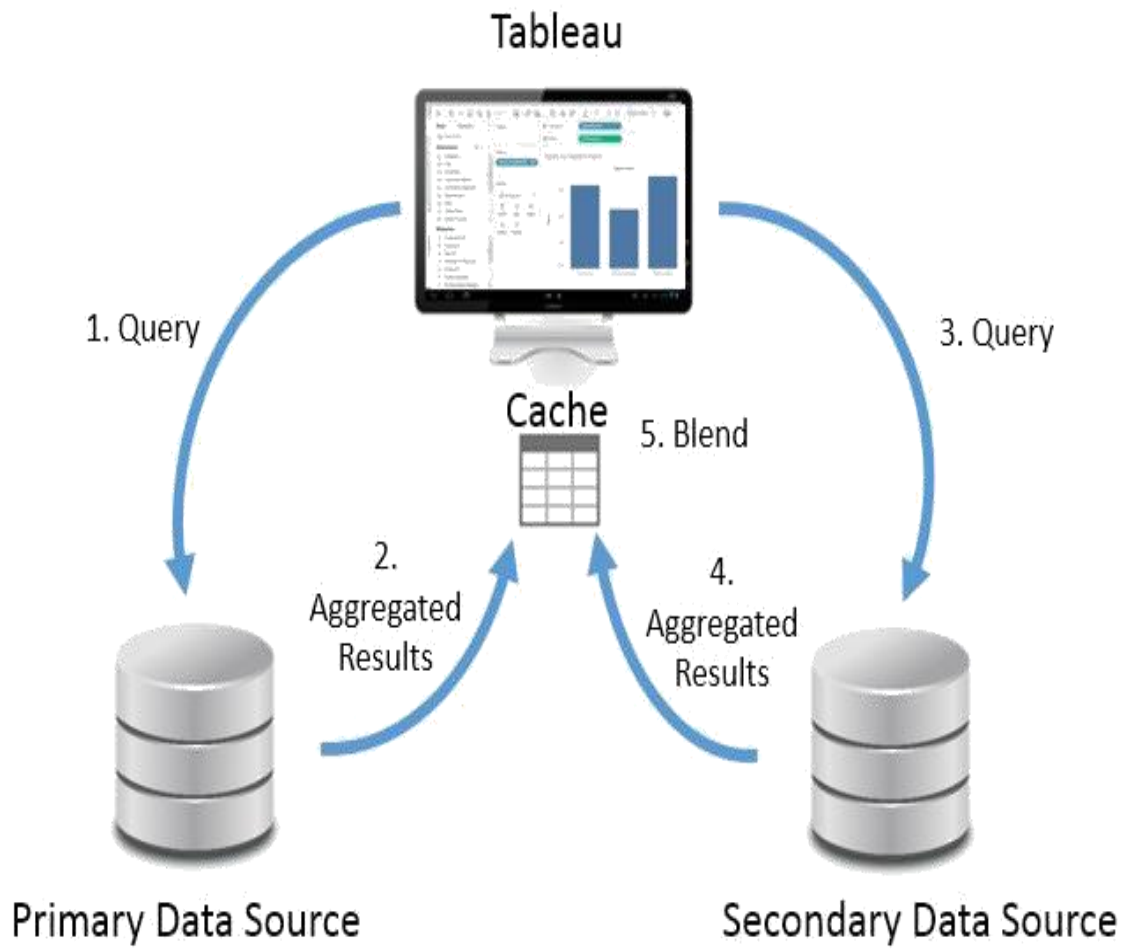 Tableau
1. Query
3. Query
Cache
5. Blend
2.
Aggregated
Results
4.
Aggregated
Results
Primary Data Source
Secondary Data Source